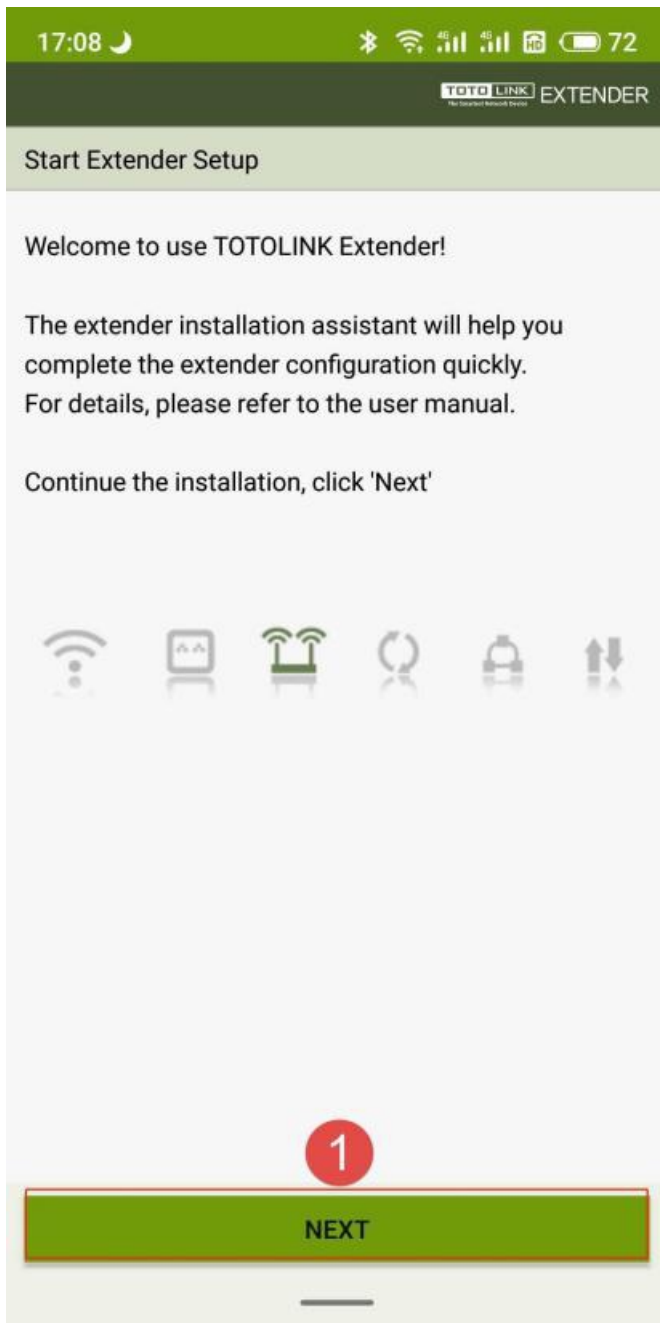 17:08 72
TOTO LINK EXTENDER
Start Extender Setup
Welcome to use TOTOLINK Extender!
The extender installation assistant will help you
complete the extender configuration quickly.
For details, please refer to the user manual.
Continue the installation, click 'Next'
1
NEXT